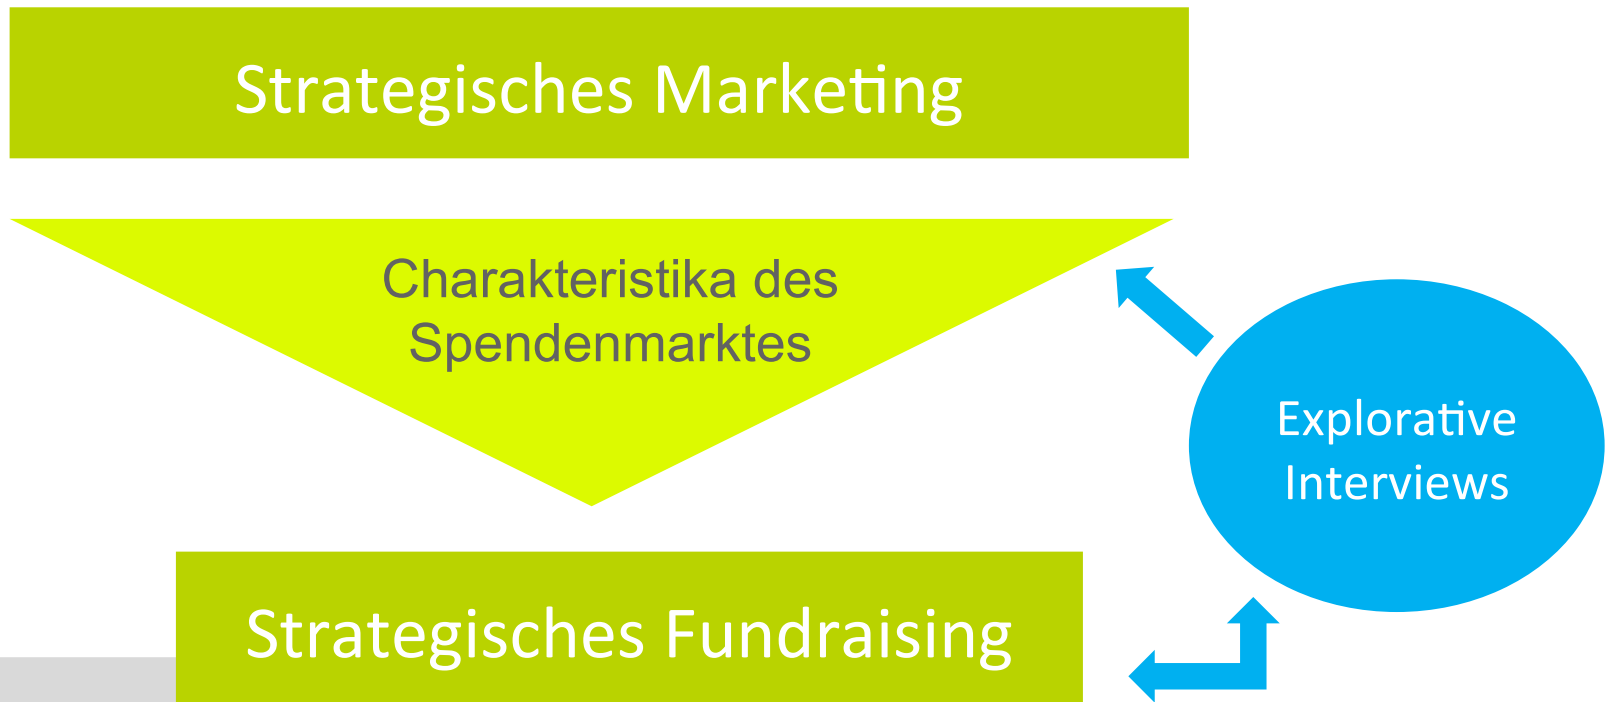 Strategisches Marketing
Charakteristika des
Spendenmarktes
Explorative
Interviews
Strategisches Fundraising